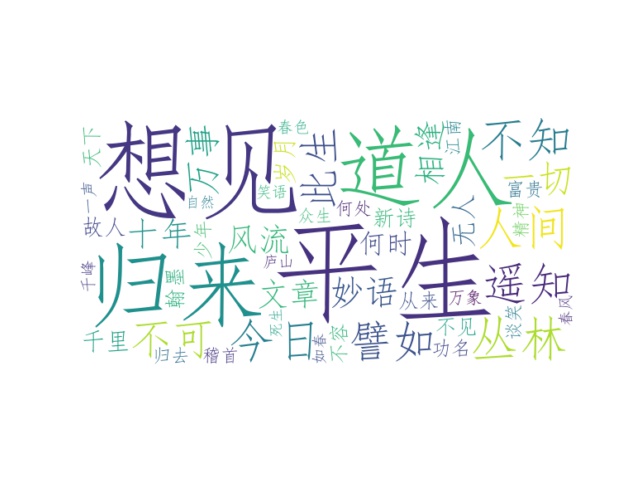 天下
想见
万事
春色
岁月
笑语
此生
道人
相逢
江南
不知
一声
自然
众生
何处
新诗
无人
一切
富贵
精神
人间
故人
十年
少年
风流
庐山
何时
千峰
翰墨
归来
文章
平生
妙语
从来
万象
遥知
谈笑
春风
千里
不可
今日
死生
如春
不容
譬如
不见
功名
丛林
归去
稽首